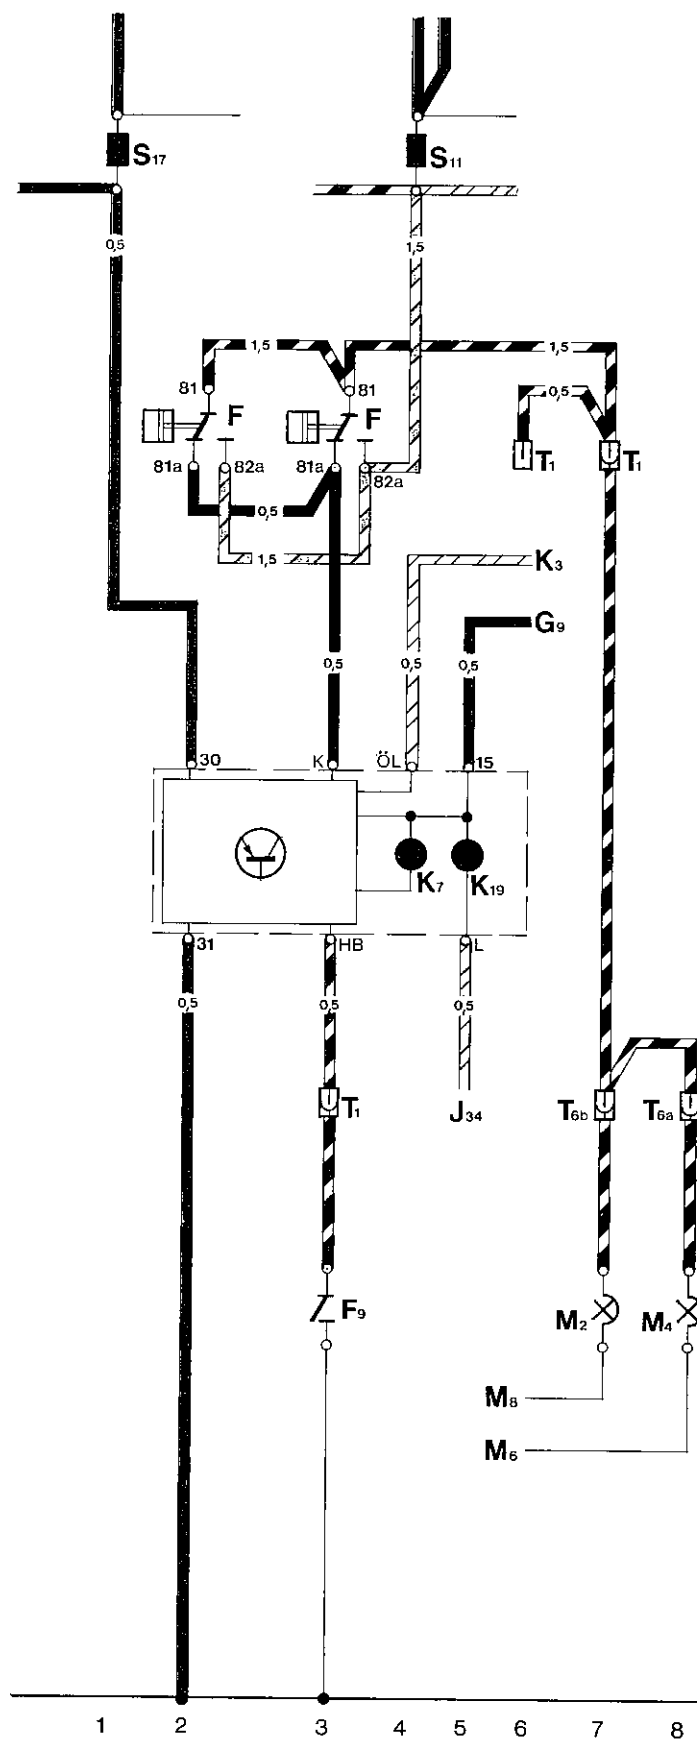 S17 S11
0,5 1,5
1,5 1,5
81 81 0,5
F F
81a 82a 81a 82a T1 T1
0,5
1,5
K3
G9
0,5 0,5 0,5
30 K ÖL 15
K7 K19
31 HB L
0,5 0,5 0,5
T1 J34 T6b T6a
F9 M2 M4
M8
M6
1 2 3 4 5 6 7 8